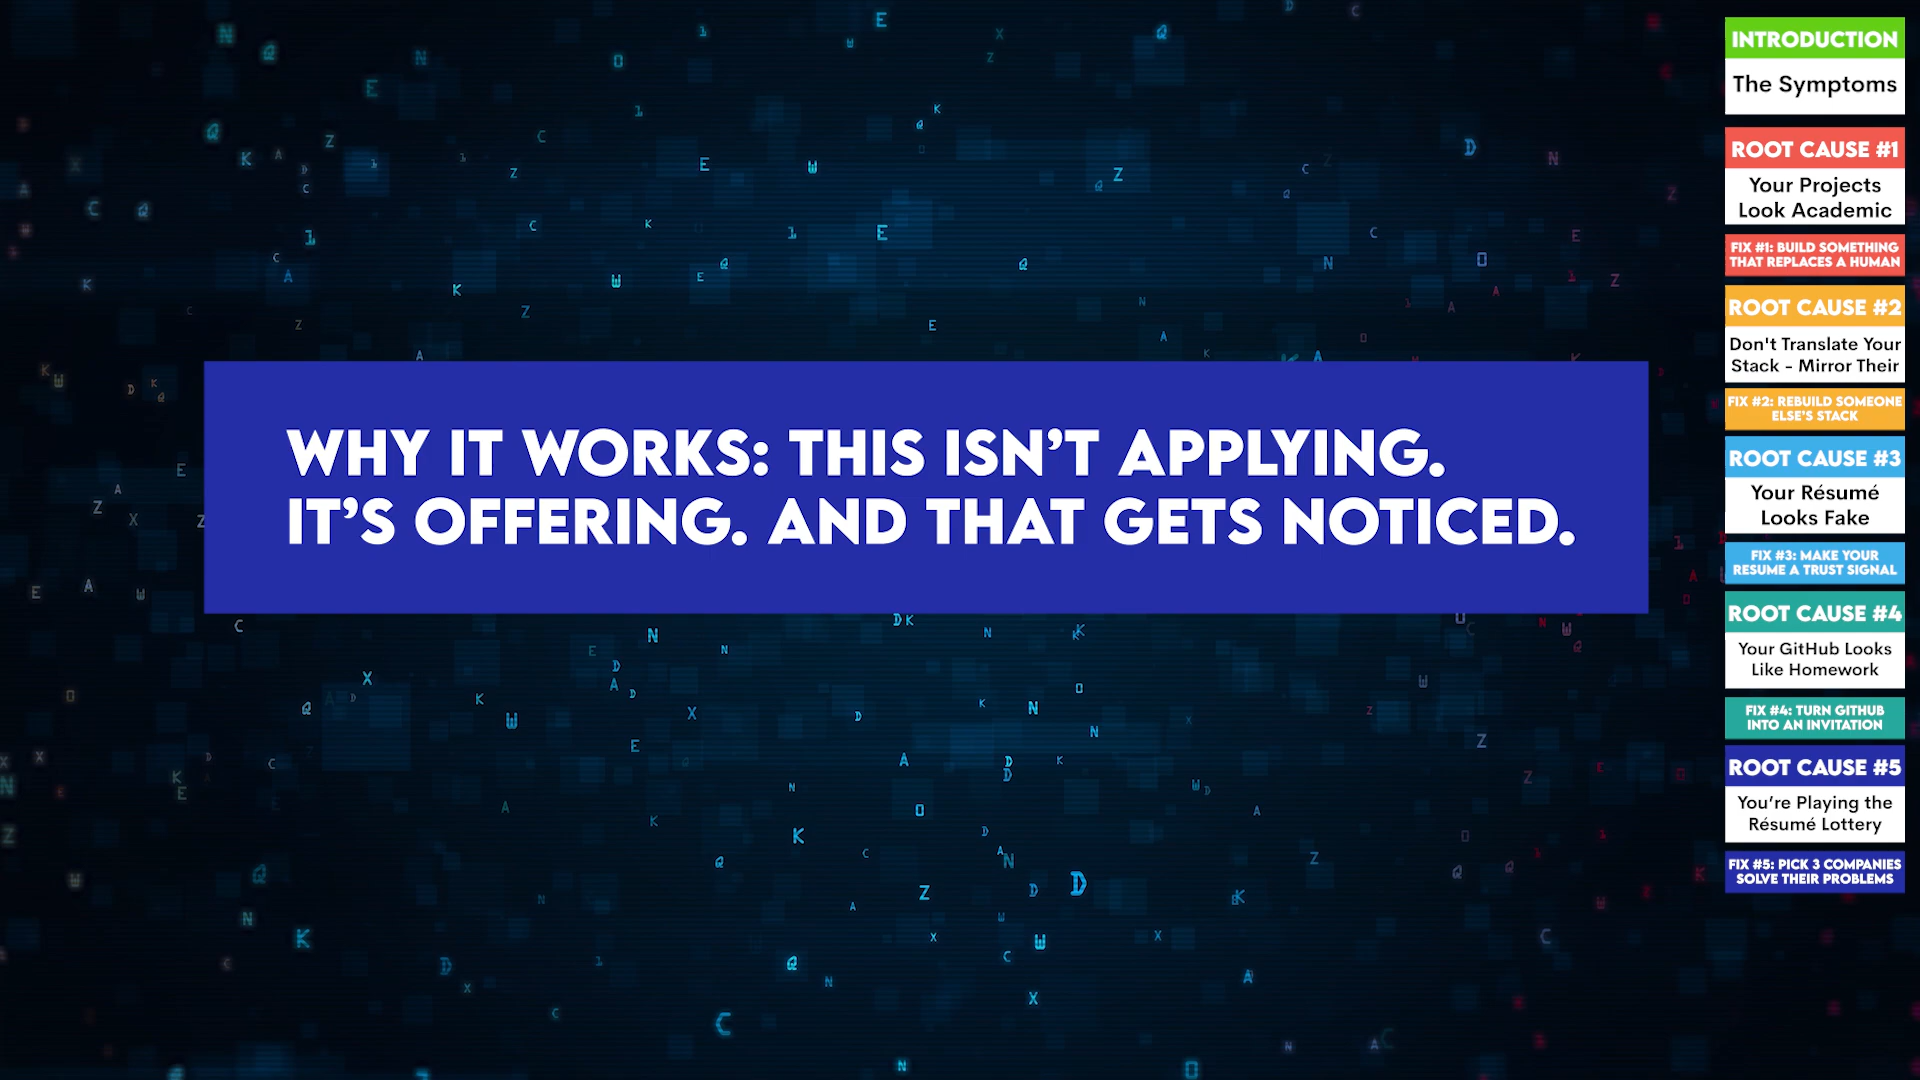 WHY IT WORKS: THIS ISN'T APPLYING.
IT'S OFFERING. AND THAT GETS NOTICED.
INTRODUCTION
The Symptoms
ROOT CAUSE #1
Your Projects
Look Academic
FIX #1: BUILD SOMETHING
THAT REPLACES A HUMAN
ROOT CAUSE #2
Don't Translate Your
Stack - Mirror Their
FIX #2: REBUILD SOMEONE
ELSE'S STACK
ROOT CAUSE #3
Your Résumé
Looks Fake
FIX #3: MAKE YOUR
RESUME A TRUST SIGNAL
ROOT CAUSE #4
Your GitHub Looks
Like Homework
FIX #4: TURN GITHUB
INTO AN INVITATION
ROOT CAUSE #5
You're Playing the
Résumé Lottery
FIX #5: PICK 3 COMPANIES
SOLVE THEIR PROBLEMS